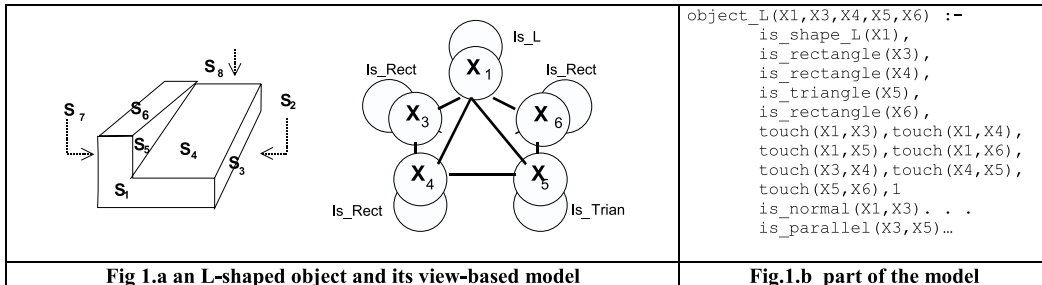 S8
S7
S6
S2
S5
S4
S3
S1
Is_L
X1
Is_Rect
Is_Rect
X3
X6
X4
X5
Is_Rect
Is_Trian
Fig 1.a an L-shaped object and its view-based model
object_L(X1,X3,X4,X5,X6) :-
is_shape_L(X1),
is_rectangle(X3),
is_rectangle(X4),
is_triangle(X5),
is_rectangle(X6),
touch(X1,X3),touch(X1,X4),
touch(X1,X5),touch(X1,X6),
touch(X3,X4),touch(X4,X5),
touch(X5,X6),1
is_normal(X1,X3). . .
is_parallel(X3,X5)…
Fig.1.b part of the model